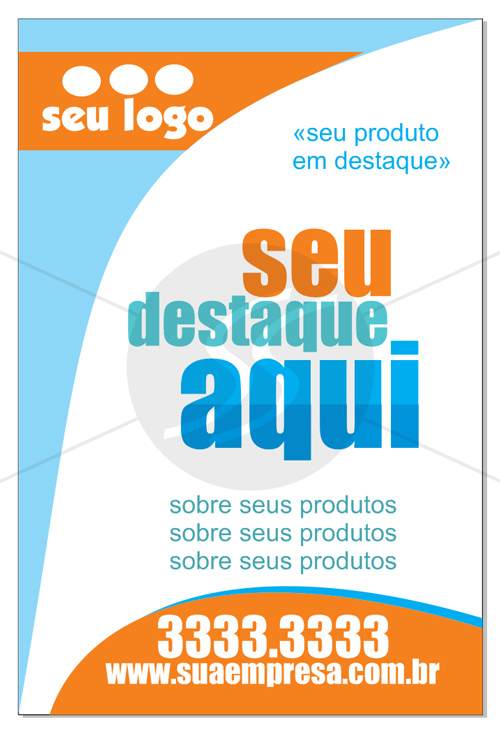 seu logo
«seu produto
em destaque»
seu
destaque
aqui
sobre seus produtos
sobre seus produtos
sobre seus produtos
3333.3333
www.suaempresa.com.br